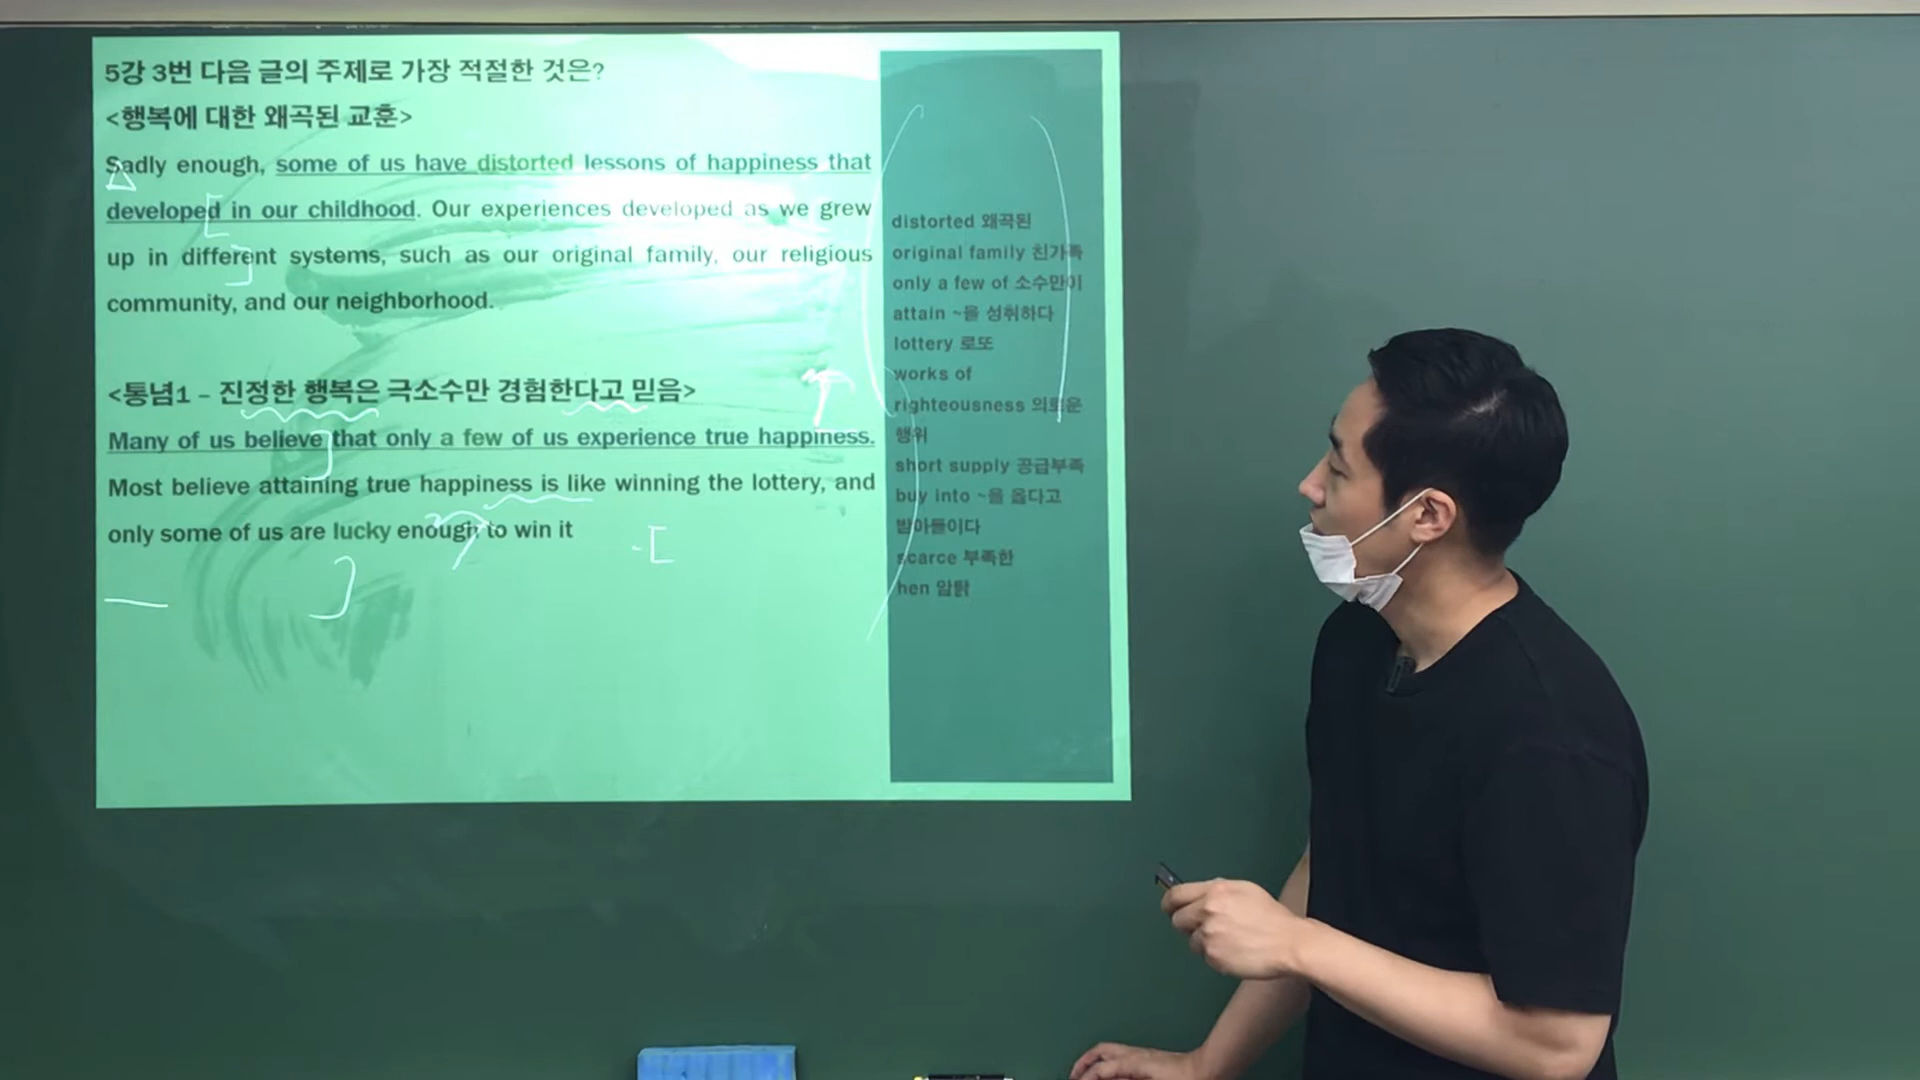 5강 3번 다음 글의 주제로 가장 적절한 것은?
<행복에 대한 왜곡된 교훈>
Sadly enough, some of us have distorted lessons of happiness that
developed in our childhood. Our experiences developed as we grew
up in different systems, such as our original family, our religious
community, and our neighborhood.
<통념1 – 진정한 행복은 극소수만 경험한다고 믿음>
Many of us believe that only a few of us experience true happiness.
Most believe attaining true happiness is like winning the lottery, and
only some of us are lucky enough to win it
distorted 왜곡된
original family 친가족
only a few of 소수만이
attain ~을 성취하다
lottery 로또
works of
righteousness 의로운
행위
short supply 공급부족
buy into ~을 옳다고
받아들이다
scarce 부족한
hen 암탉